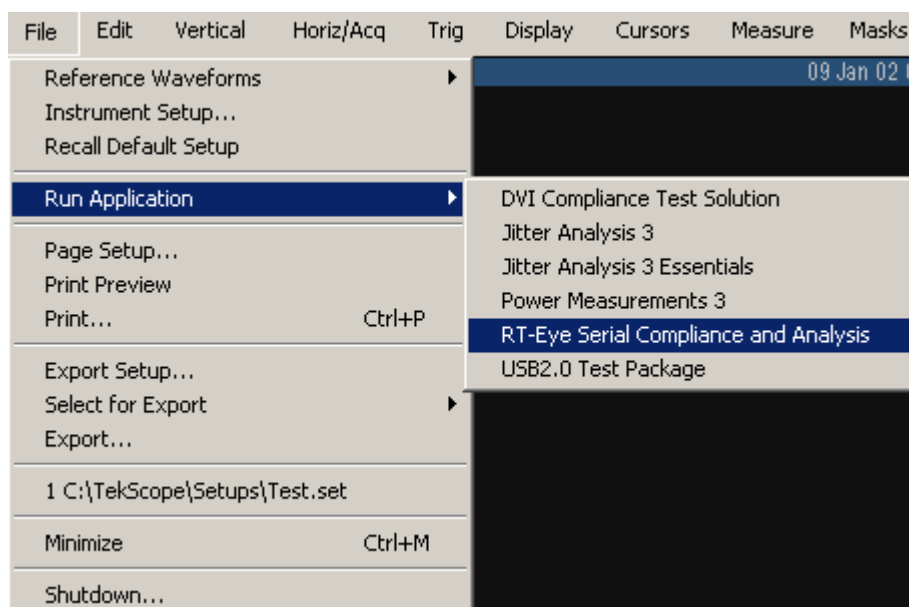 File Edit Vertical Horiz/Acq Trig Display Cursors Measure Masks
09 Jan 02
Reference Waveforms
Instrument Setup...
Recall Default Setup
Run Application
DVI Compliance Test Solution
Jitter Analysis 3
Jitter Analysis 3 Essentials
Power Measurements 3
RT-Eye Serial Compliance and Analysis
USB2.0 Test Package
Page Setup...
Print Preview
Print... Ctrl+P
Export Setup...
Select for Export
Export...
1 C:\TekScope\Setups\Test.set
Minimize Ctrl+M
Shutdown...